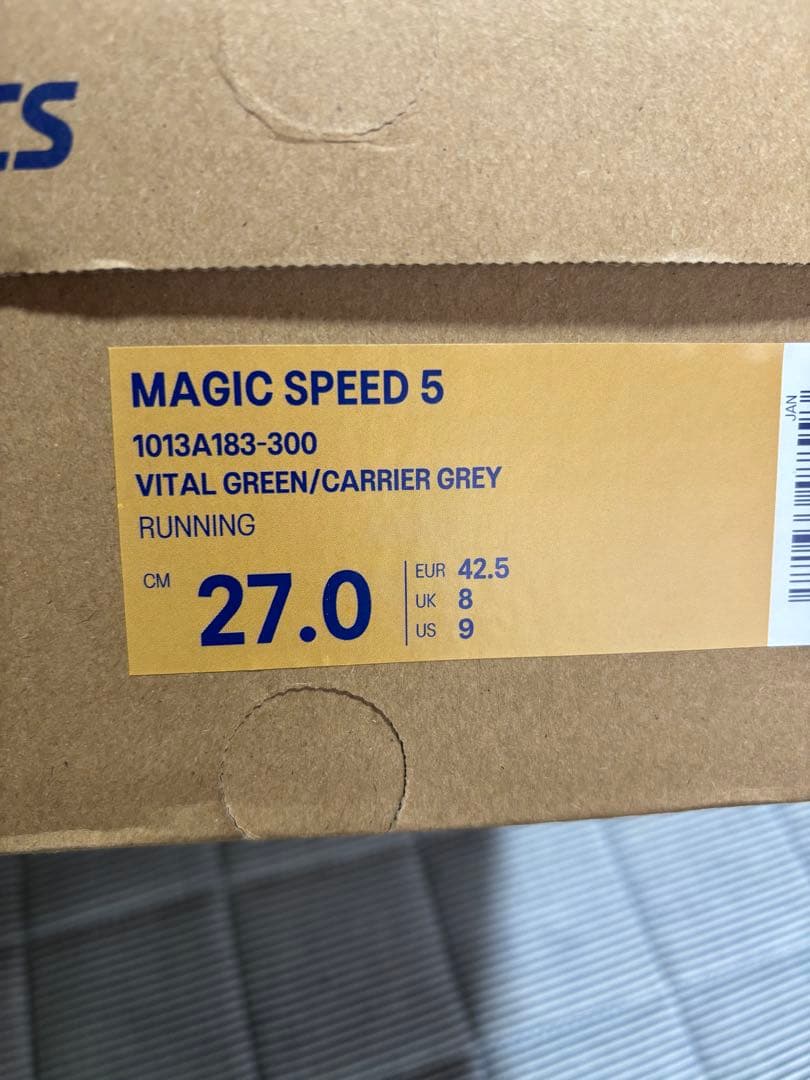 MAGIC SPEED 5
1013A183-300
VITAL GREEN/CARRIER GREY
RUNNING
CM 27.0
EUR 42.5
UK 8
US 9
JAN